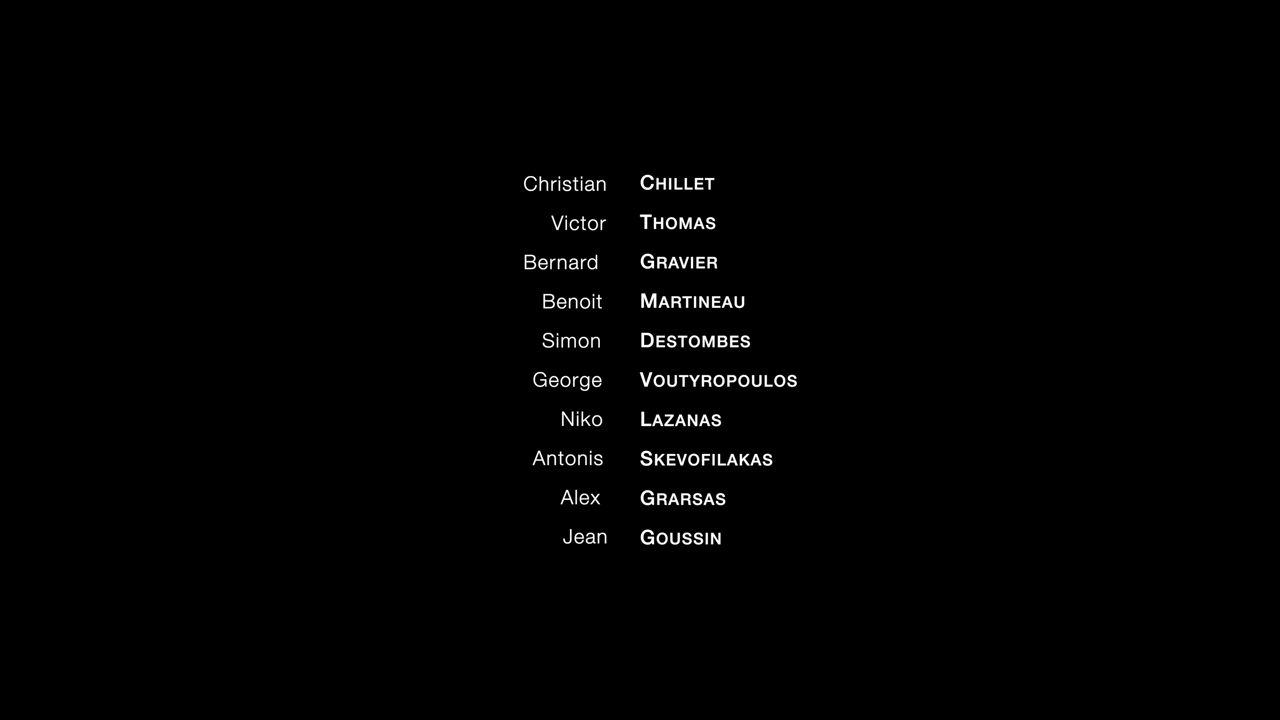 Christian CHILLET
Victor THOMAS
Bernard GRAVIER
Benoit MARTINEAU
Simon DESTOMBES
George VOUTYROPOULOS
Niko LAZANAS
Antonis SKEVOFILAKAS
Alex GRARSAS
Jean GOUSSIN